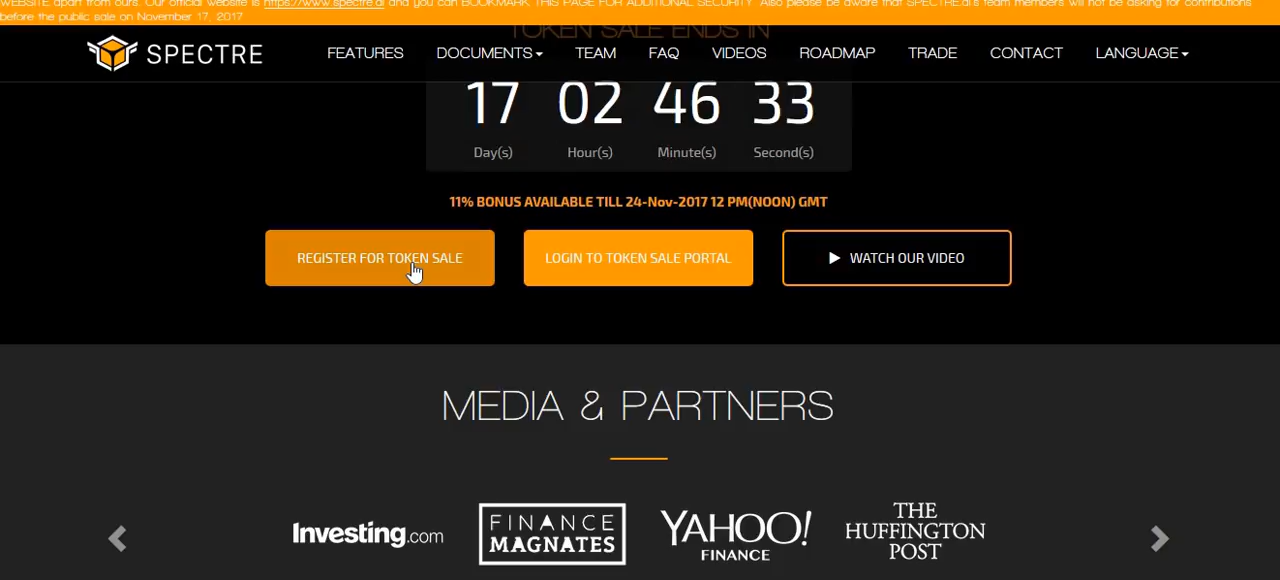 WEBSITE apart from ours. Our official website is https://www.spectre.ai and you can BOOKMARK THIS PAGE FOR ADDITIONAL SECURITY. Also please be aware that SPECTRE.ai's team members will not be asking for contributions
before the public sale on November 17, 2017
TOKEN SALE ENDS IN
SPECTRE FEATURES DOCUMENTS TEAM FAQ VIDEOS ROADMAP TRADE CONTACT LANGUAGE
17 02 46 33
Day(s) Hour(s) Minute(s) Second(s)
11% BONUS AVAILABLE TILL 24-Nov-2017 12 PM(NOON) GMT
REGISTER FOR TOKEN SALE LOGIN TO TOKEN SALE PORTAL WATCH OUR VIDEO
MEDIA & PARTNERS
Investing.com FINANCE MAGNATES YAHOO! FINANCE THE HUFFINGTON POST